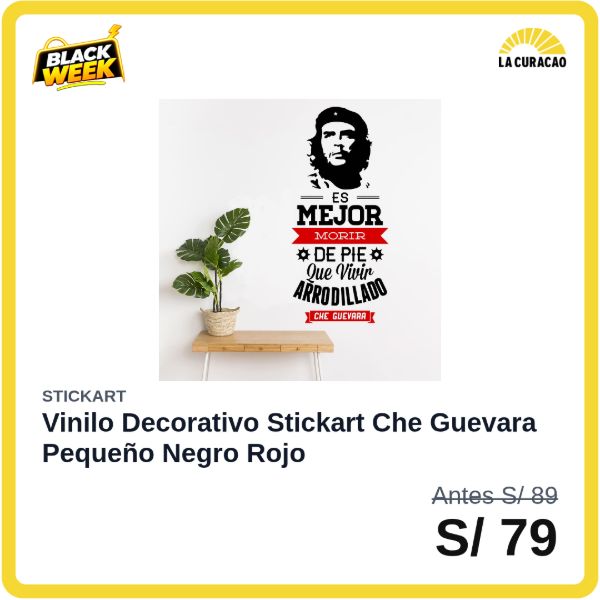 BLACK
WEEK
LA CURACAO
ES
MEJOR
MORIR
DE PIE
Que Vivir
ARRODILLADO
CHE GUEVARA
STICKART
Vinilo Decorativo Stickart Che Guevara
Pequeño Negro Rojo
Antes S/ 89
S/ 79